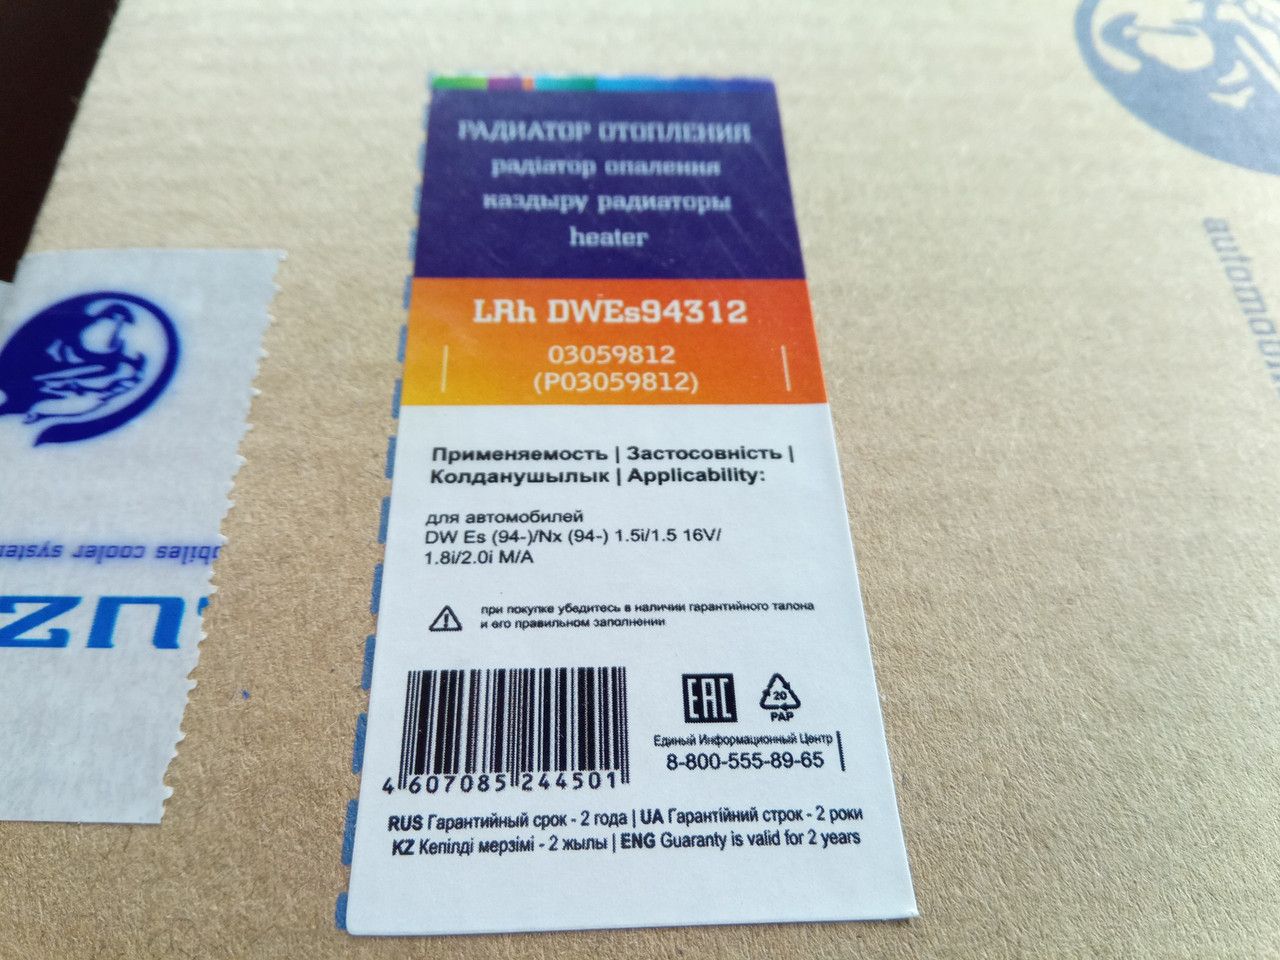 РАДИАТОР ОТОПЛЕНИЯ
радіатор опалення
каздыру радиаторы
heater
LRh DWEs94312
03059812
(P03059812)
Применяемость | Застосовність |
Колданушылык | Applicability:
для автомобилей
DW Es (94-)/Nx (94-) 1.5i/1.5 16V/
1.8i/2.0i M/A
при покупке убедитесь в наличии гарантийного талона
и его правильном заполнении
EAC
20
PAP
Единый Информационный Центр
8-800-555-89-65
4 607085 244501
RUS Гарантийный срок - 2 года | UA Гарантійний строк - 2 роки
KZ Кепілді мерзімі - 2 жылы | ENG Guaranty is valid for 2 years
cooler